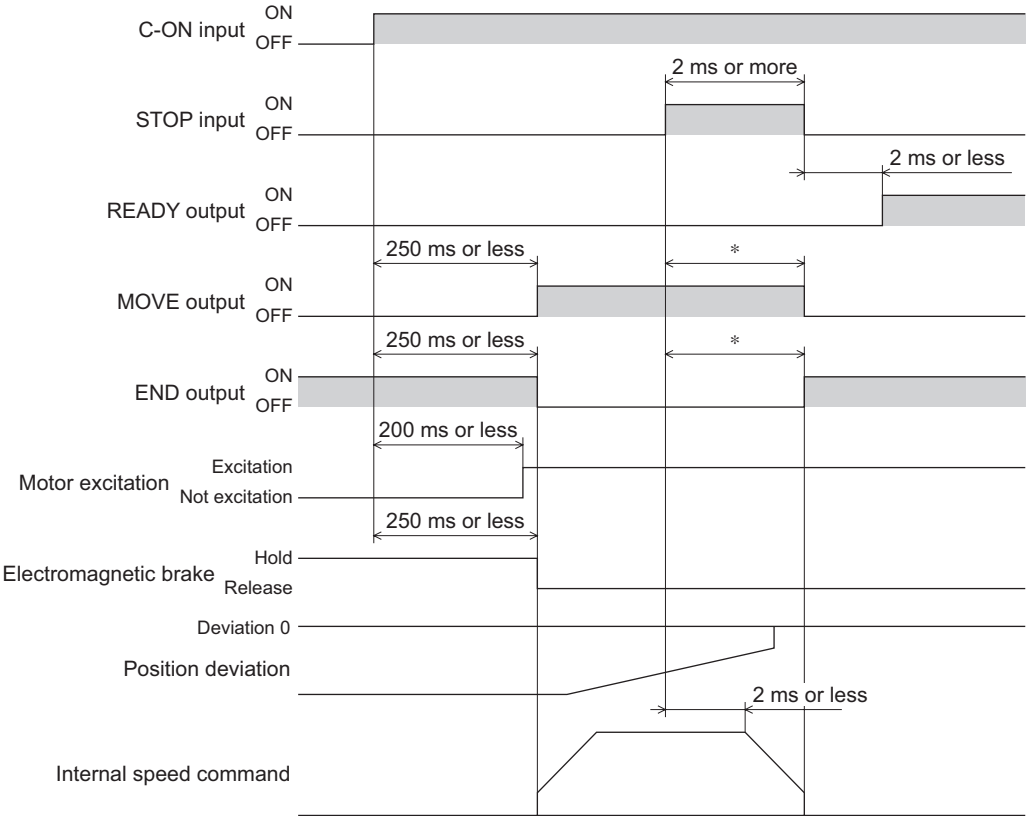 C-ON input
ON
OFF
2 ms or more
STOP input
ON
OFF
2 ms or less
READY output
ON
OFF
250 ms or less
*
MOVE output
ON
OFF
250 ms or less
*
END output
ON
OFF
200 ms or less
Motor excitation
Excitation
Not excitation
250 ms or less
Electromagnetic brake
Hold
Release
Deviation 0
Position deviation
2 ms or less
Internal speed command